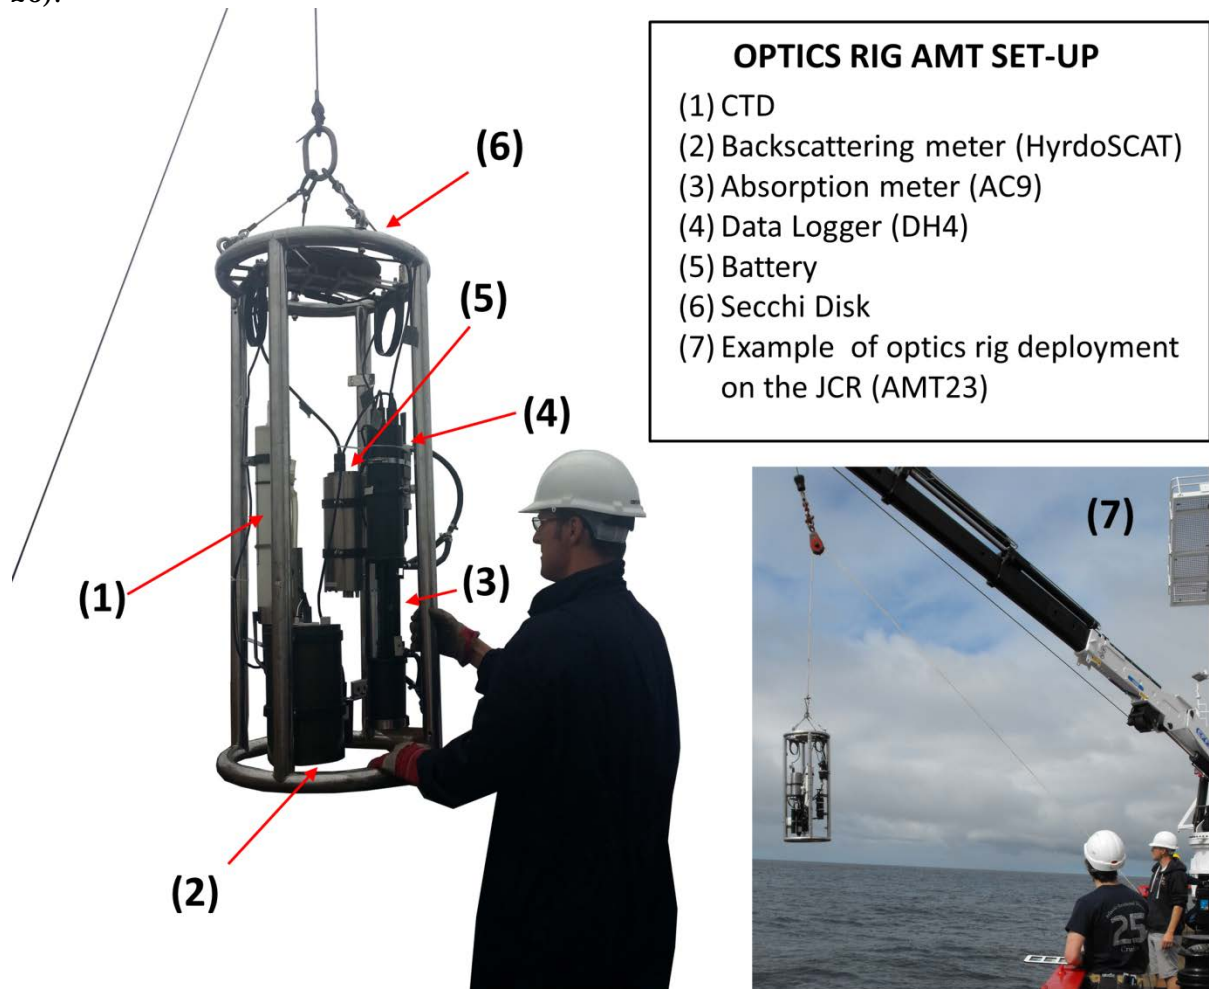 26).
OPTICS RIG AMT SET-UP
(1) CTD
(2) Backscattering meter (HyrdoSCAT)
(3) Absorption meter (AC9)
(4) Data Logger (DH4)
(5) Battery
(6) Secchi Disk
(7) Example of optics rig deployment
on the JCR (AMT23)
(6)
(5)
(4)
(1)
(3)
(2)
(7)
25